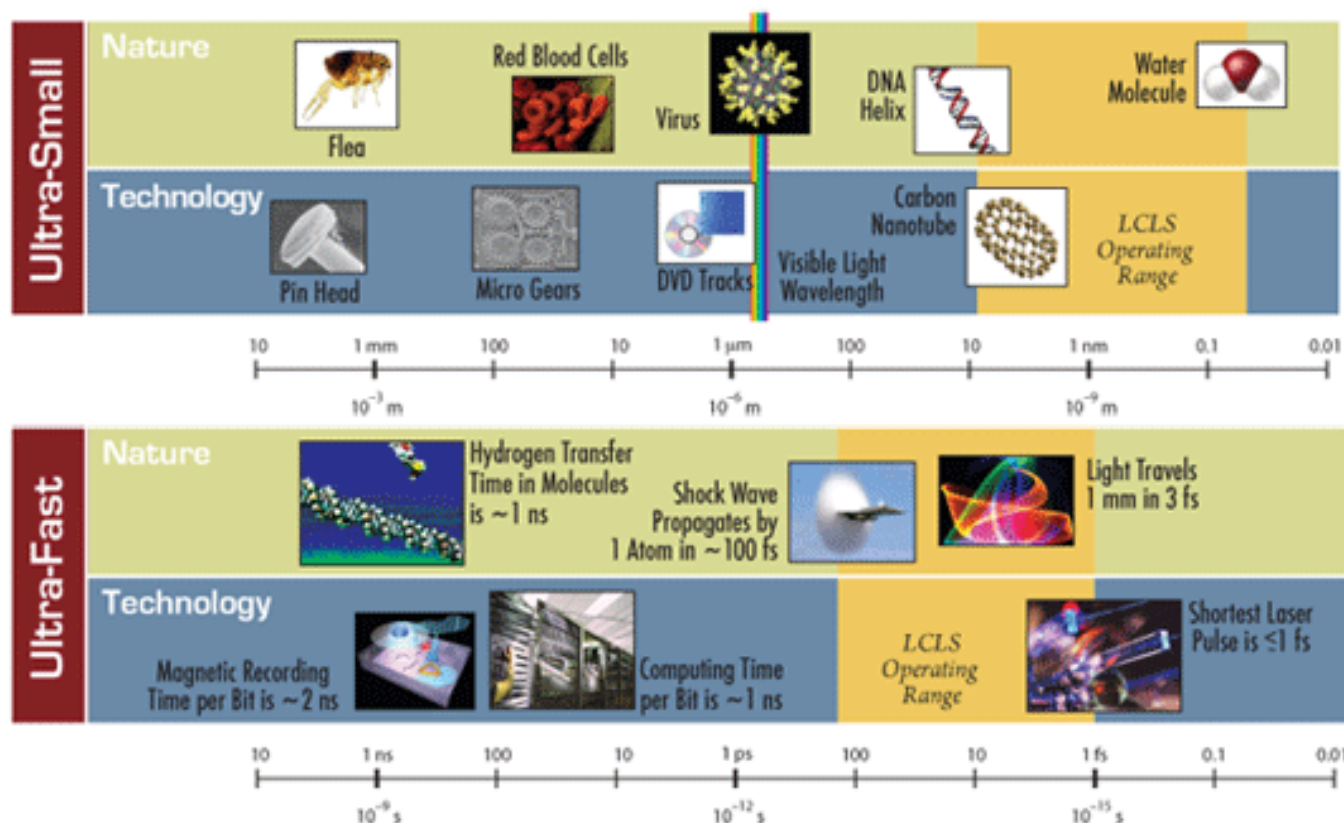 Ultra-Small
Nature
Flea
Red Blood Cells
Virus
DNA
Helix
Water
Molecule
Technology
Pin Head
Micro Gears
DVD Tracks
Visible Light
Wavelength
Carbon
Nanotube
LCLS
Operating
Range
10 1 mm 100 10 1 μm 100 10 1 nm 0.1 0.01
10⁻³ m 10⁻⁶ m 10⁻⁹ m
Ultra-Fast
Nature
Hydrogen Transfer
Time in Molecules
is ~1 ns
Shock Wave
Propagates by
1 Atom in ~100 fs
Light Travels
1 mm in 3 fs
Technology
Magnetic Recording
Time per Bit is ~2 ns
Computing Time
per Bit is ~1 ns
LCLS
Operating
Range
Shortest Laser
Pulse is ≤1 fs
10 1 ns 100 10 1 ps 100 10 1 fs 0.1 0.01
10⁻⁹ s 10⁻¹² s 10⁻¹⁵ s